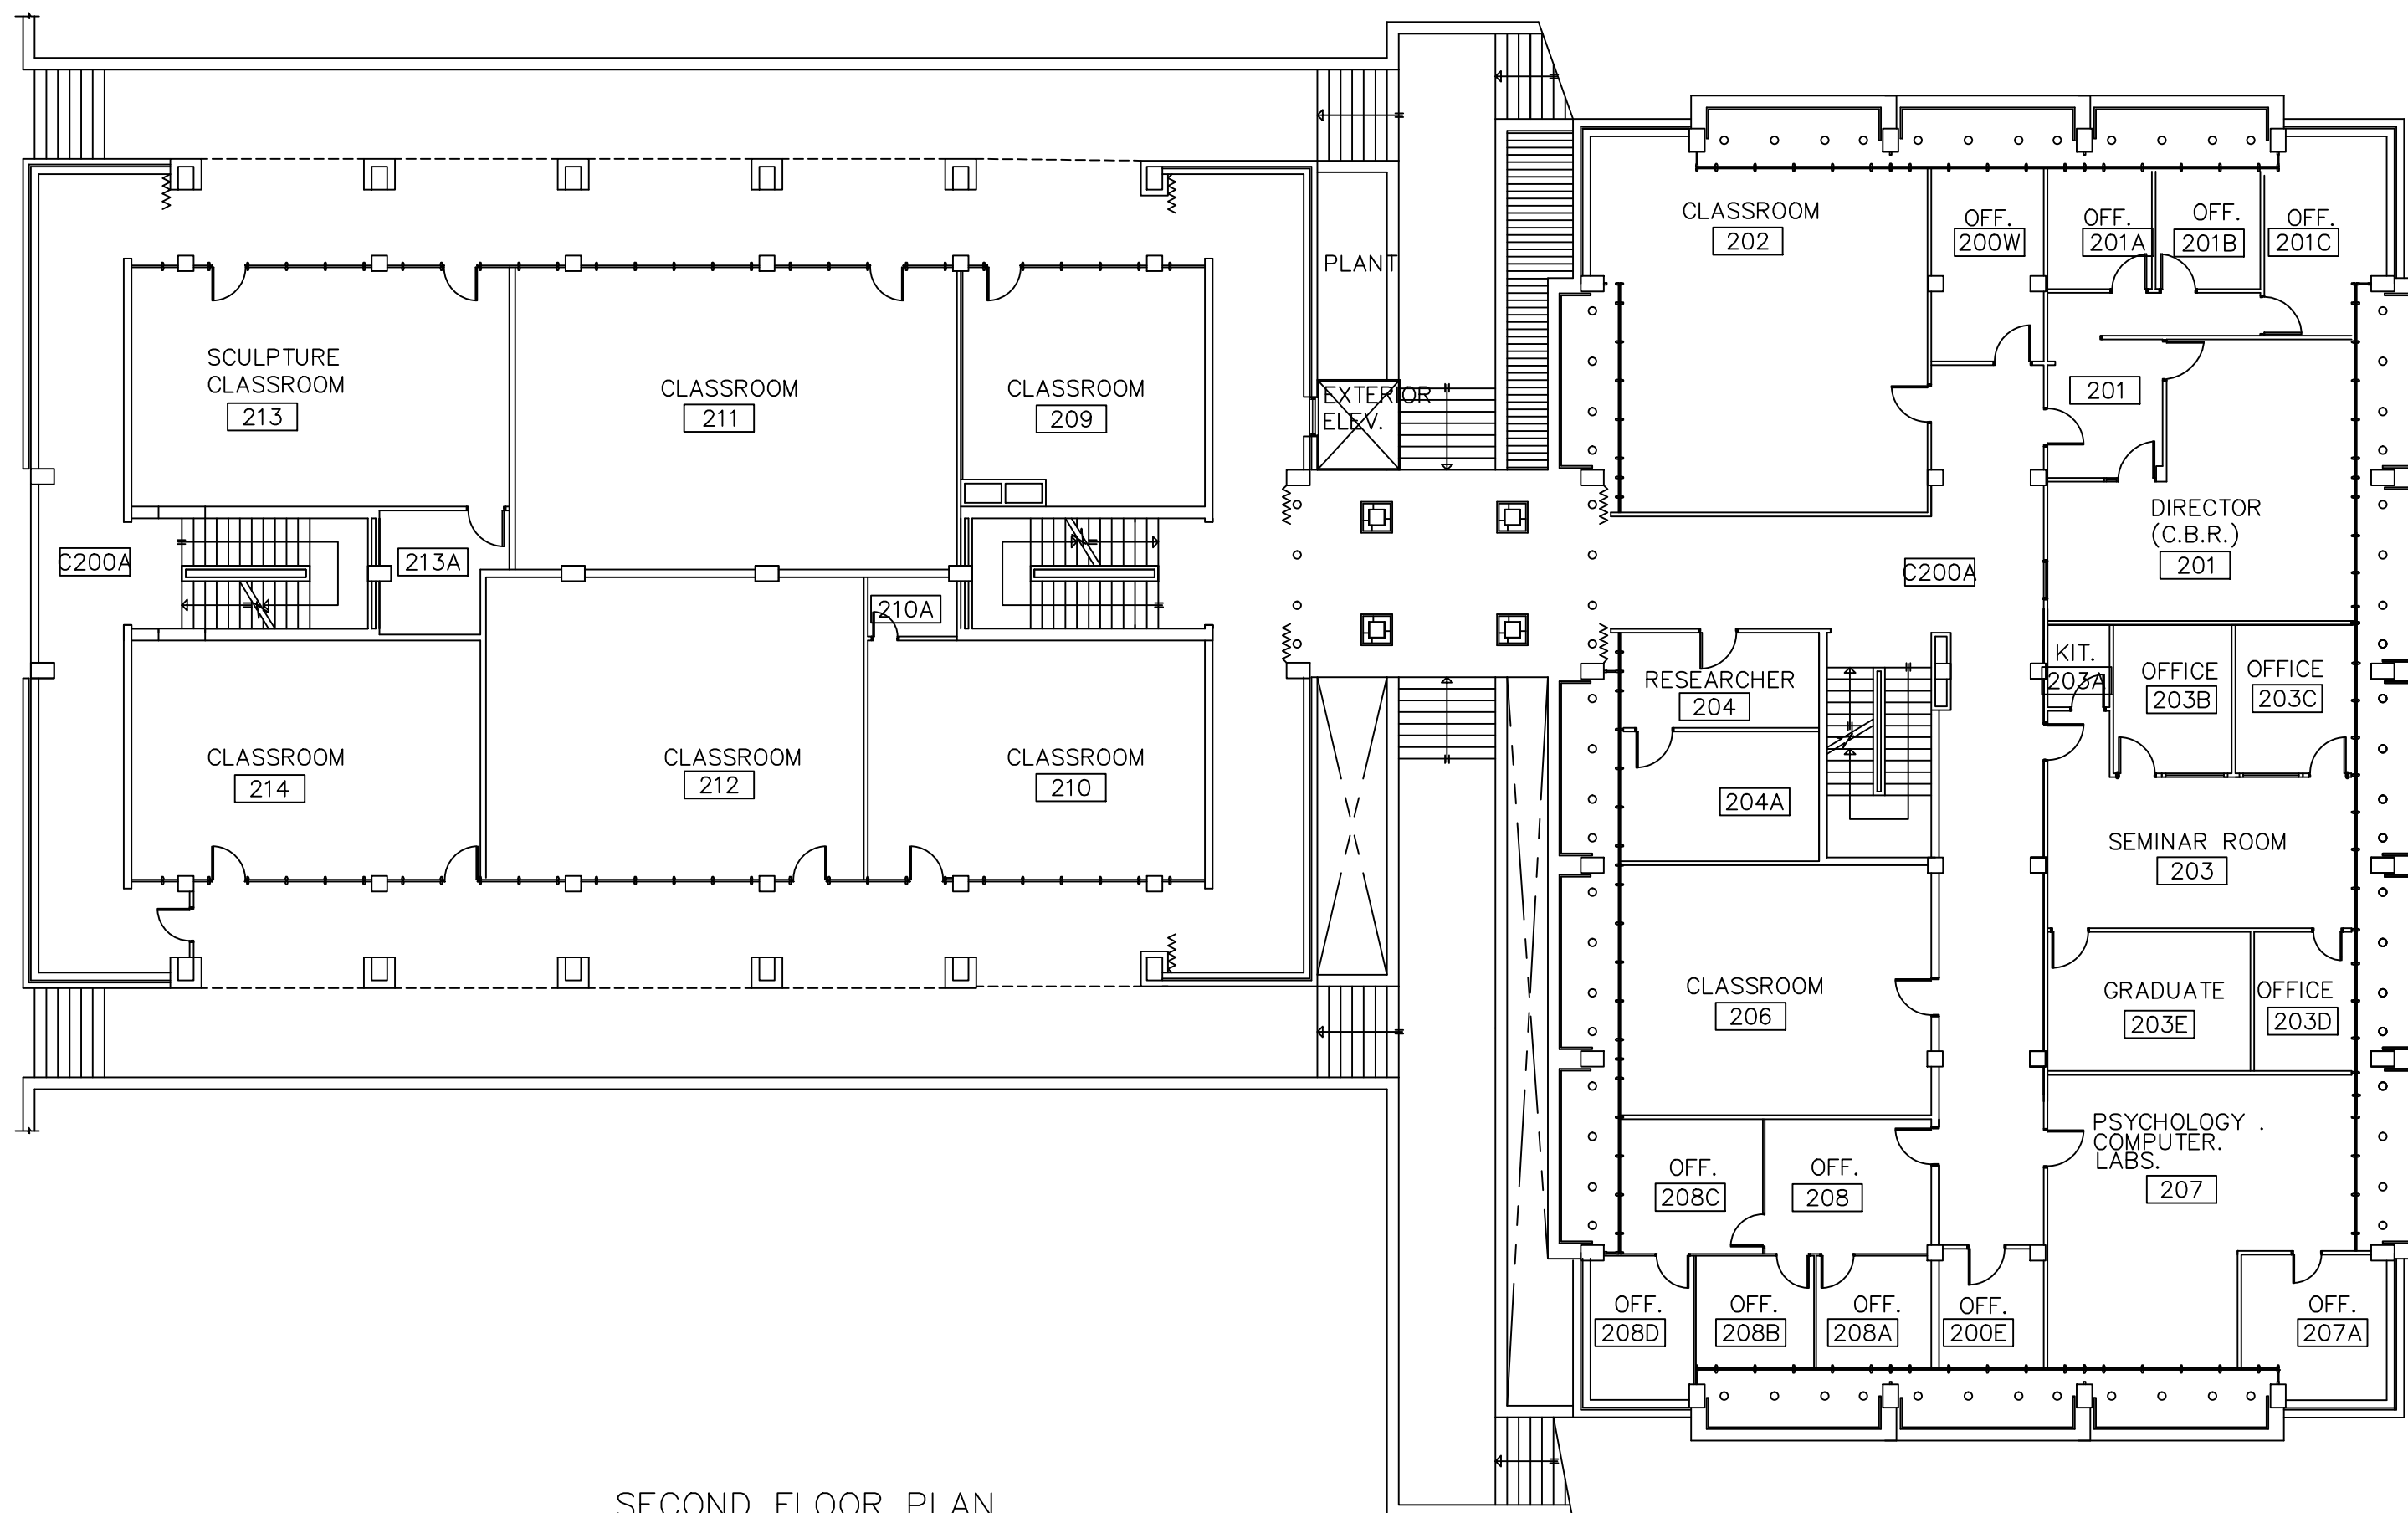 CLASSROOM
202
OFF.
200W
OFF.
201A
OFF.
201B
OFF.
201C
PLANT
SCULPTURE
CLASSROOM
213
CLASSROOM
211
CLASSROOM
209
EXTERIOR
ELEV.
201
DIRECTOR
(C.B.R.)
201
C200A
213A
210A
C200A
RESEARCHER
204
KIT.
203A
OFFICE
203B
OFFICE
203C
CLASSROOM
214
CLASSROOM
212
CLASSROOM
210
204A
SEMINAR ROOM
203
CLASSROOM
206
GRADUATE
203E
OFFICE
203D
PSYCHOLOGY .
COMPUTER.
LABS.
207
OFF.
208C
OFF.
208
OFF.
208D
OFF.
208B
OFF.
208A
OFF.
200E
OFF.
207A
SECOND FLOOR PLAN